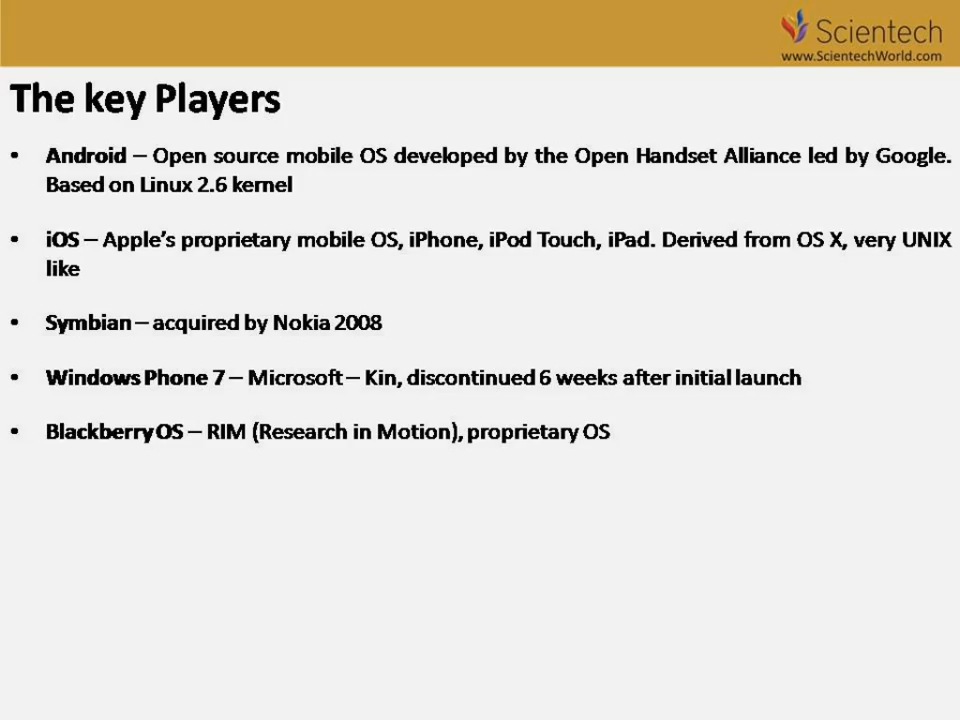 Scientech
www.ScientechWorld.com
The key Players
• Android – Open source mobile OS developed by the Open Handset Alliance led by Google.
Based on Linux 2.6 kernel
• iOS – Apple's proprietary mobile OS, iPhone, iPod Touch, iPad. Derived from OS X, very UNIX
like
• Symbian – acquired by Nokia 2008
• Windows Phone 7 – Microsoft – Kin, discontinued 6 weeks after initial launch
• Blackberry OS – RIM (Research in Motion), proprietary OS